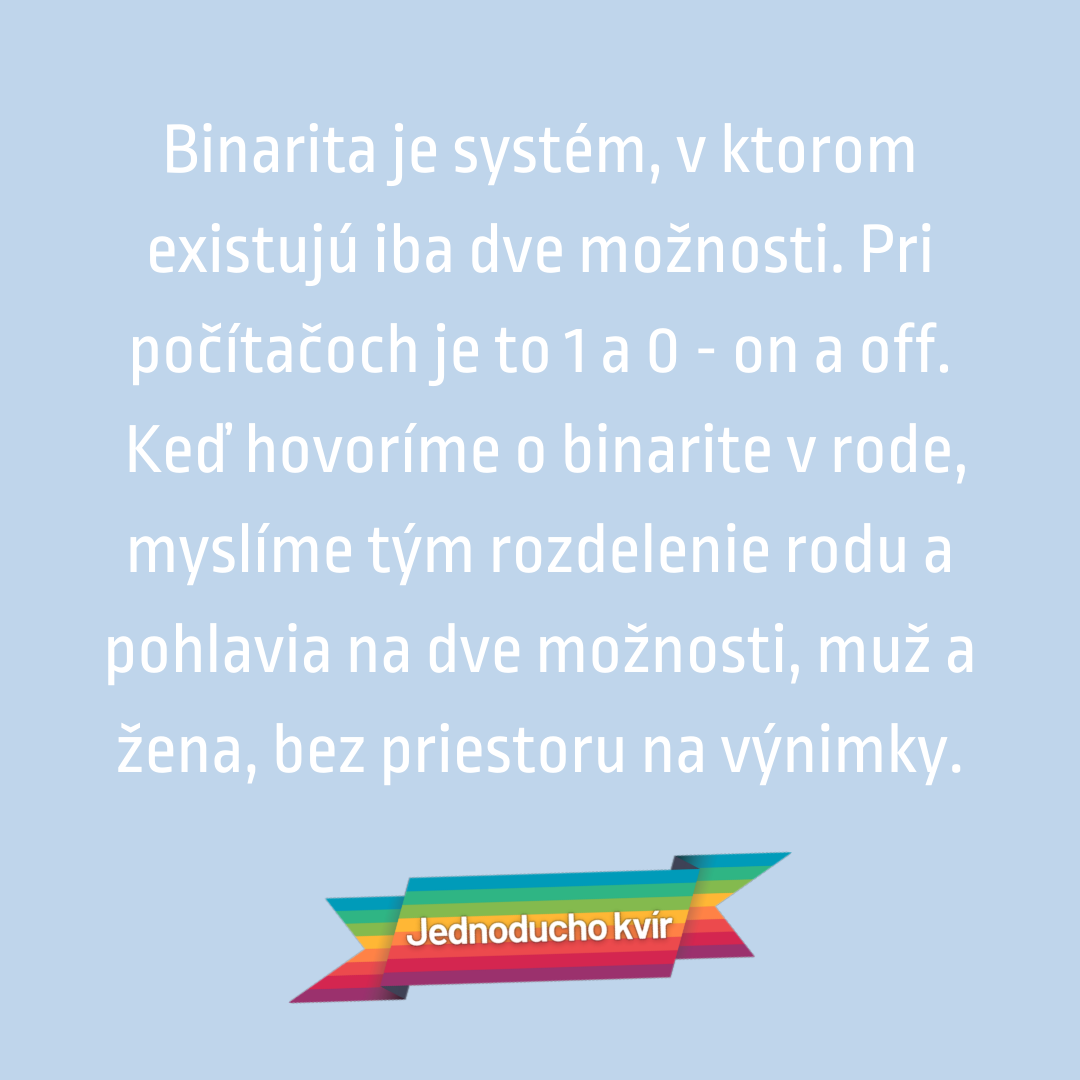 Binarita je systém, v ktorom
existujú iba dve možnosti. Pri
počítačoch je to 1 a 0 - on a off.
Keď hovoríme o binarite v rode,
myslíme tým rozdelenie rodu a
pohlavia na dve možnosti, muž a
žena, bez priestoru na výnimky.
Jednoducho kvír